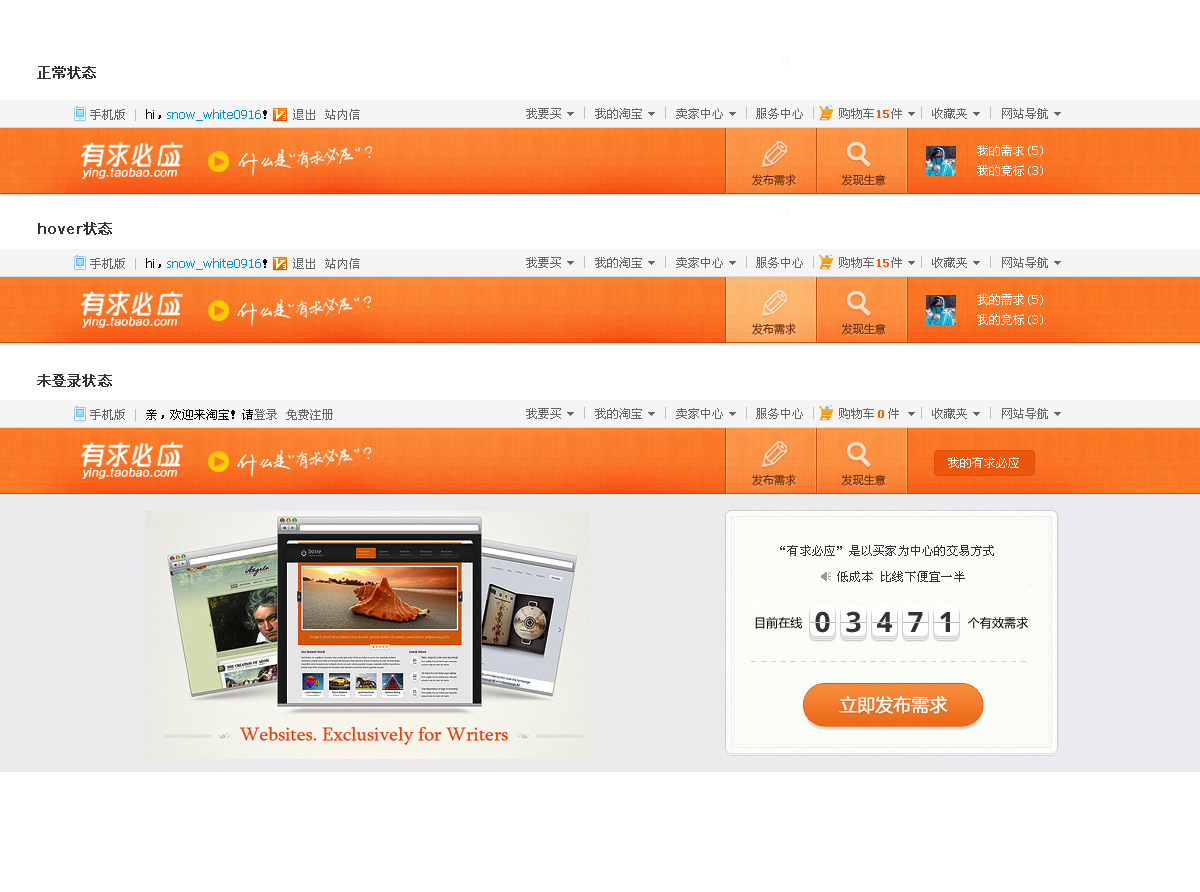 正常状态
手机版 | hi，snow_white0916！ 退出 站内信 我要买 | 我的淘宝 | 卖家中心 | 服务中心 | 购物车15件 | 收藏夹 | 网站导航
有求必应
ying.taobao.com
什么是“有求必应”？
发布需求 发现生意
我的需求(5)
我的竞标(3)
hover状态
手机版 | hi，snow_white0916！ 退出 站内信 我要买 | 我的淘宝 | 卖家中心 | 服务中心 | 购物车15件 | 收藏夹 | 网站导航
有求必应
ying.taobao.com
什么是“有求必应”？
发布需求 发现生意
我的需求(5)
我的竞标(3)
未登录状态
手机版 | 亲，欢迎来淘宝！请登录 免费注册 我要买 | 我的淘宝 | 卖家中心 | 服务中心 | 购物车 0 件 | 收藏夹 | 网站导航
有求必应
ying.taobao.com
什么是“有求必应”？
发布需求 发现生意
我的有求必应
Websites. Exclusively for Writers
“有求必应”是以买家为中心的交易方式
低成本 比线下便宜一半
目前在线 03471 个有效需求
立即发布需求